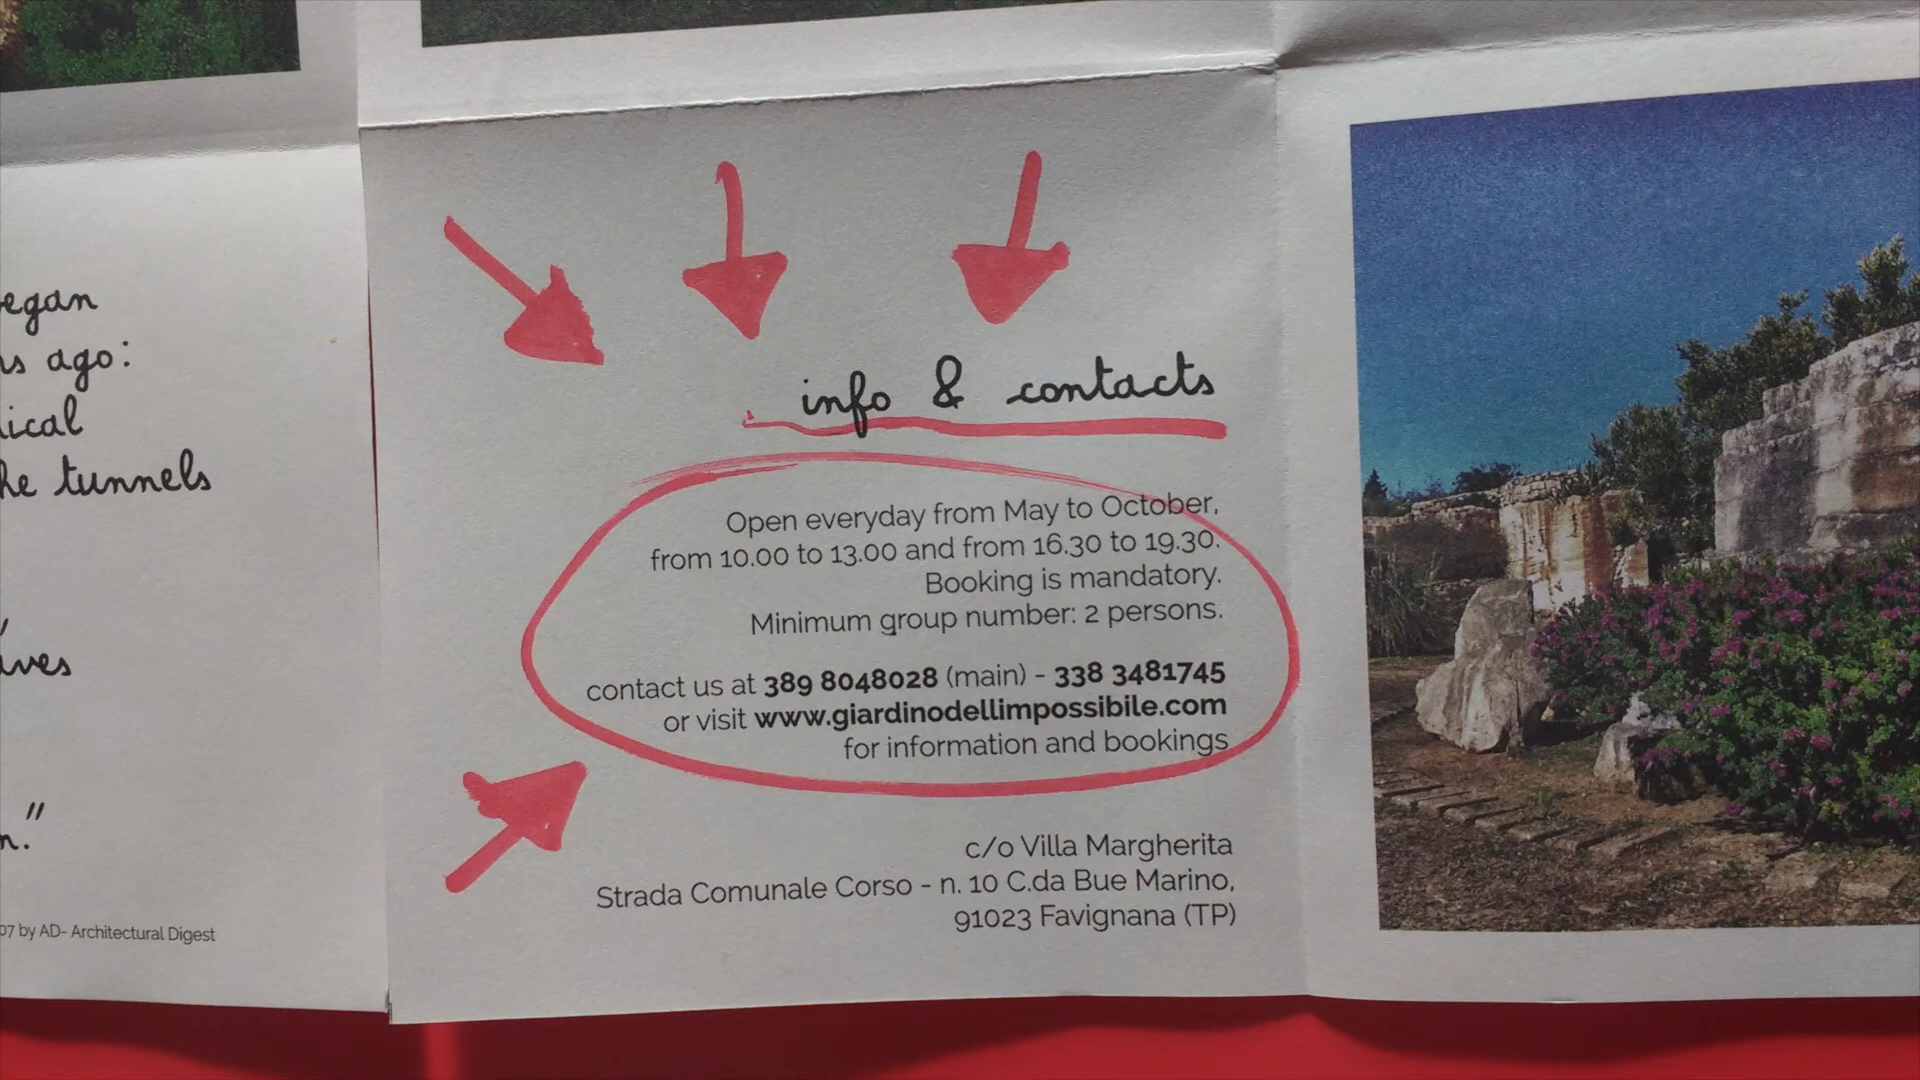 ago:
ical
tunnels
07 by AD- Architectural Digest
info & contacts
Open everyday from May to October,
from 10.00 to 13.00 and from 16.30 to 19.30.
Booking is mandatory.
Minimum group number: 2 persons.
contact us at 389 8048028 (main) - 338 3481745
or visit www.giardinodellimpossibile.com
for information and bookings
c/o Villa Margherita
Strada Comunale Corso - n. 10 C.da Bue Marino,
91023 Favignana (TP)